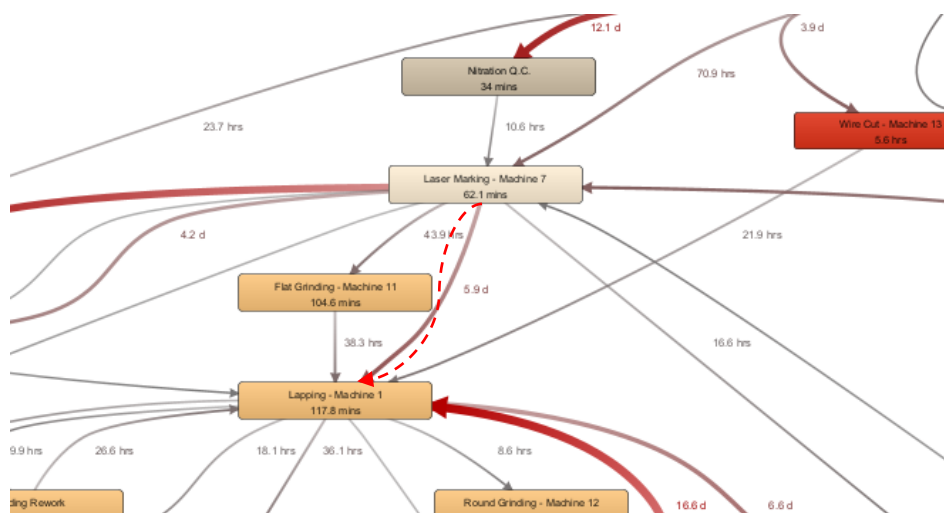 12.1 d
3.9 d
Nitration Q.C.
34 mins
70.9 hrs
23.7 hrs
10.6 hrs
Wire Cut - Machine 13
5.6 hrs
Laser Marking - Machine 7
62.1 mins
4.2 d
43.9 hrs
21.9 hrs
Flat Grinding - Machine 11
104.6 mins
5.9 d
38.3 hrs
16.6 hrs
Lapping - Machine 1
117.8 mins
9.9 hrs
26.6 hrs
18.1 hrs
36.1 hrs
8.6 hrs
ding Rework
Round Grinding - Machine 12
16.6 d
6.6 d